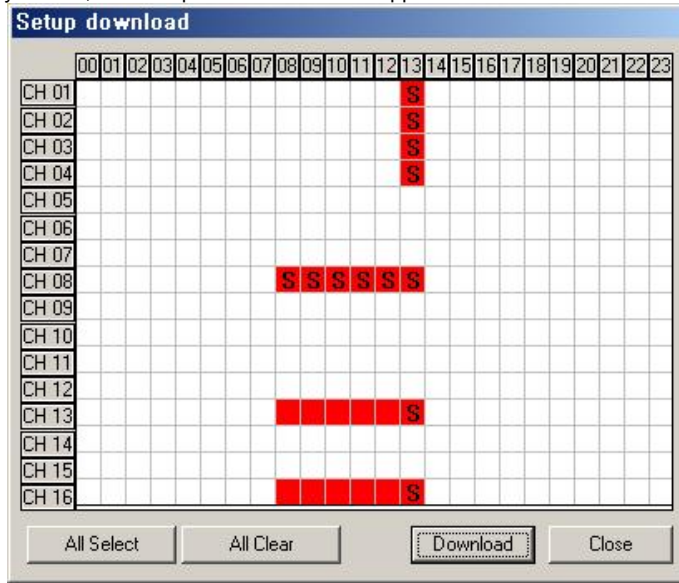 Setup download
00 01 02 03 04 05 06 07 08 09 10 11 12 13 14 15 16 17 18 19 20 21 22 23
CH 01 S
CH 02 S
CH 03 S
CH 04 S
CH 05
CH 06
CH 07
CH 08 S S S S S S
CH 09
CH 10
CH 11
CH 12
CH 13 S
CH 14
CH 15
CH 16 S
All Select All Clear Download Close